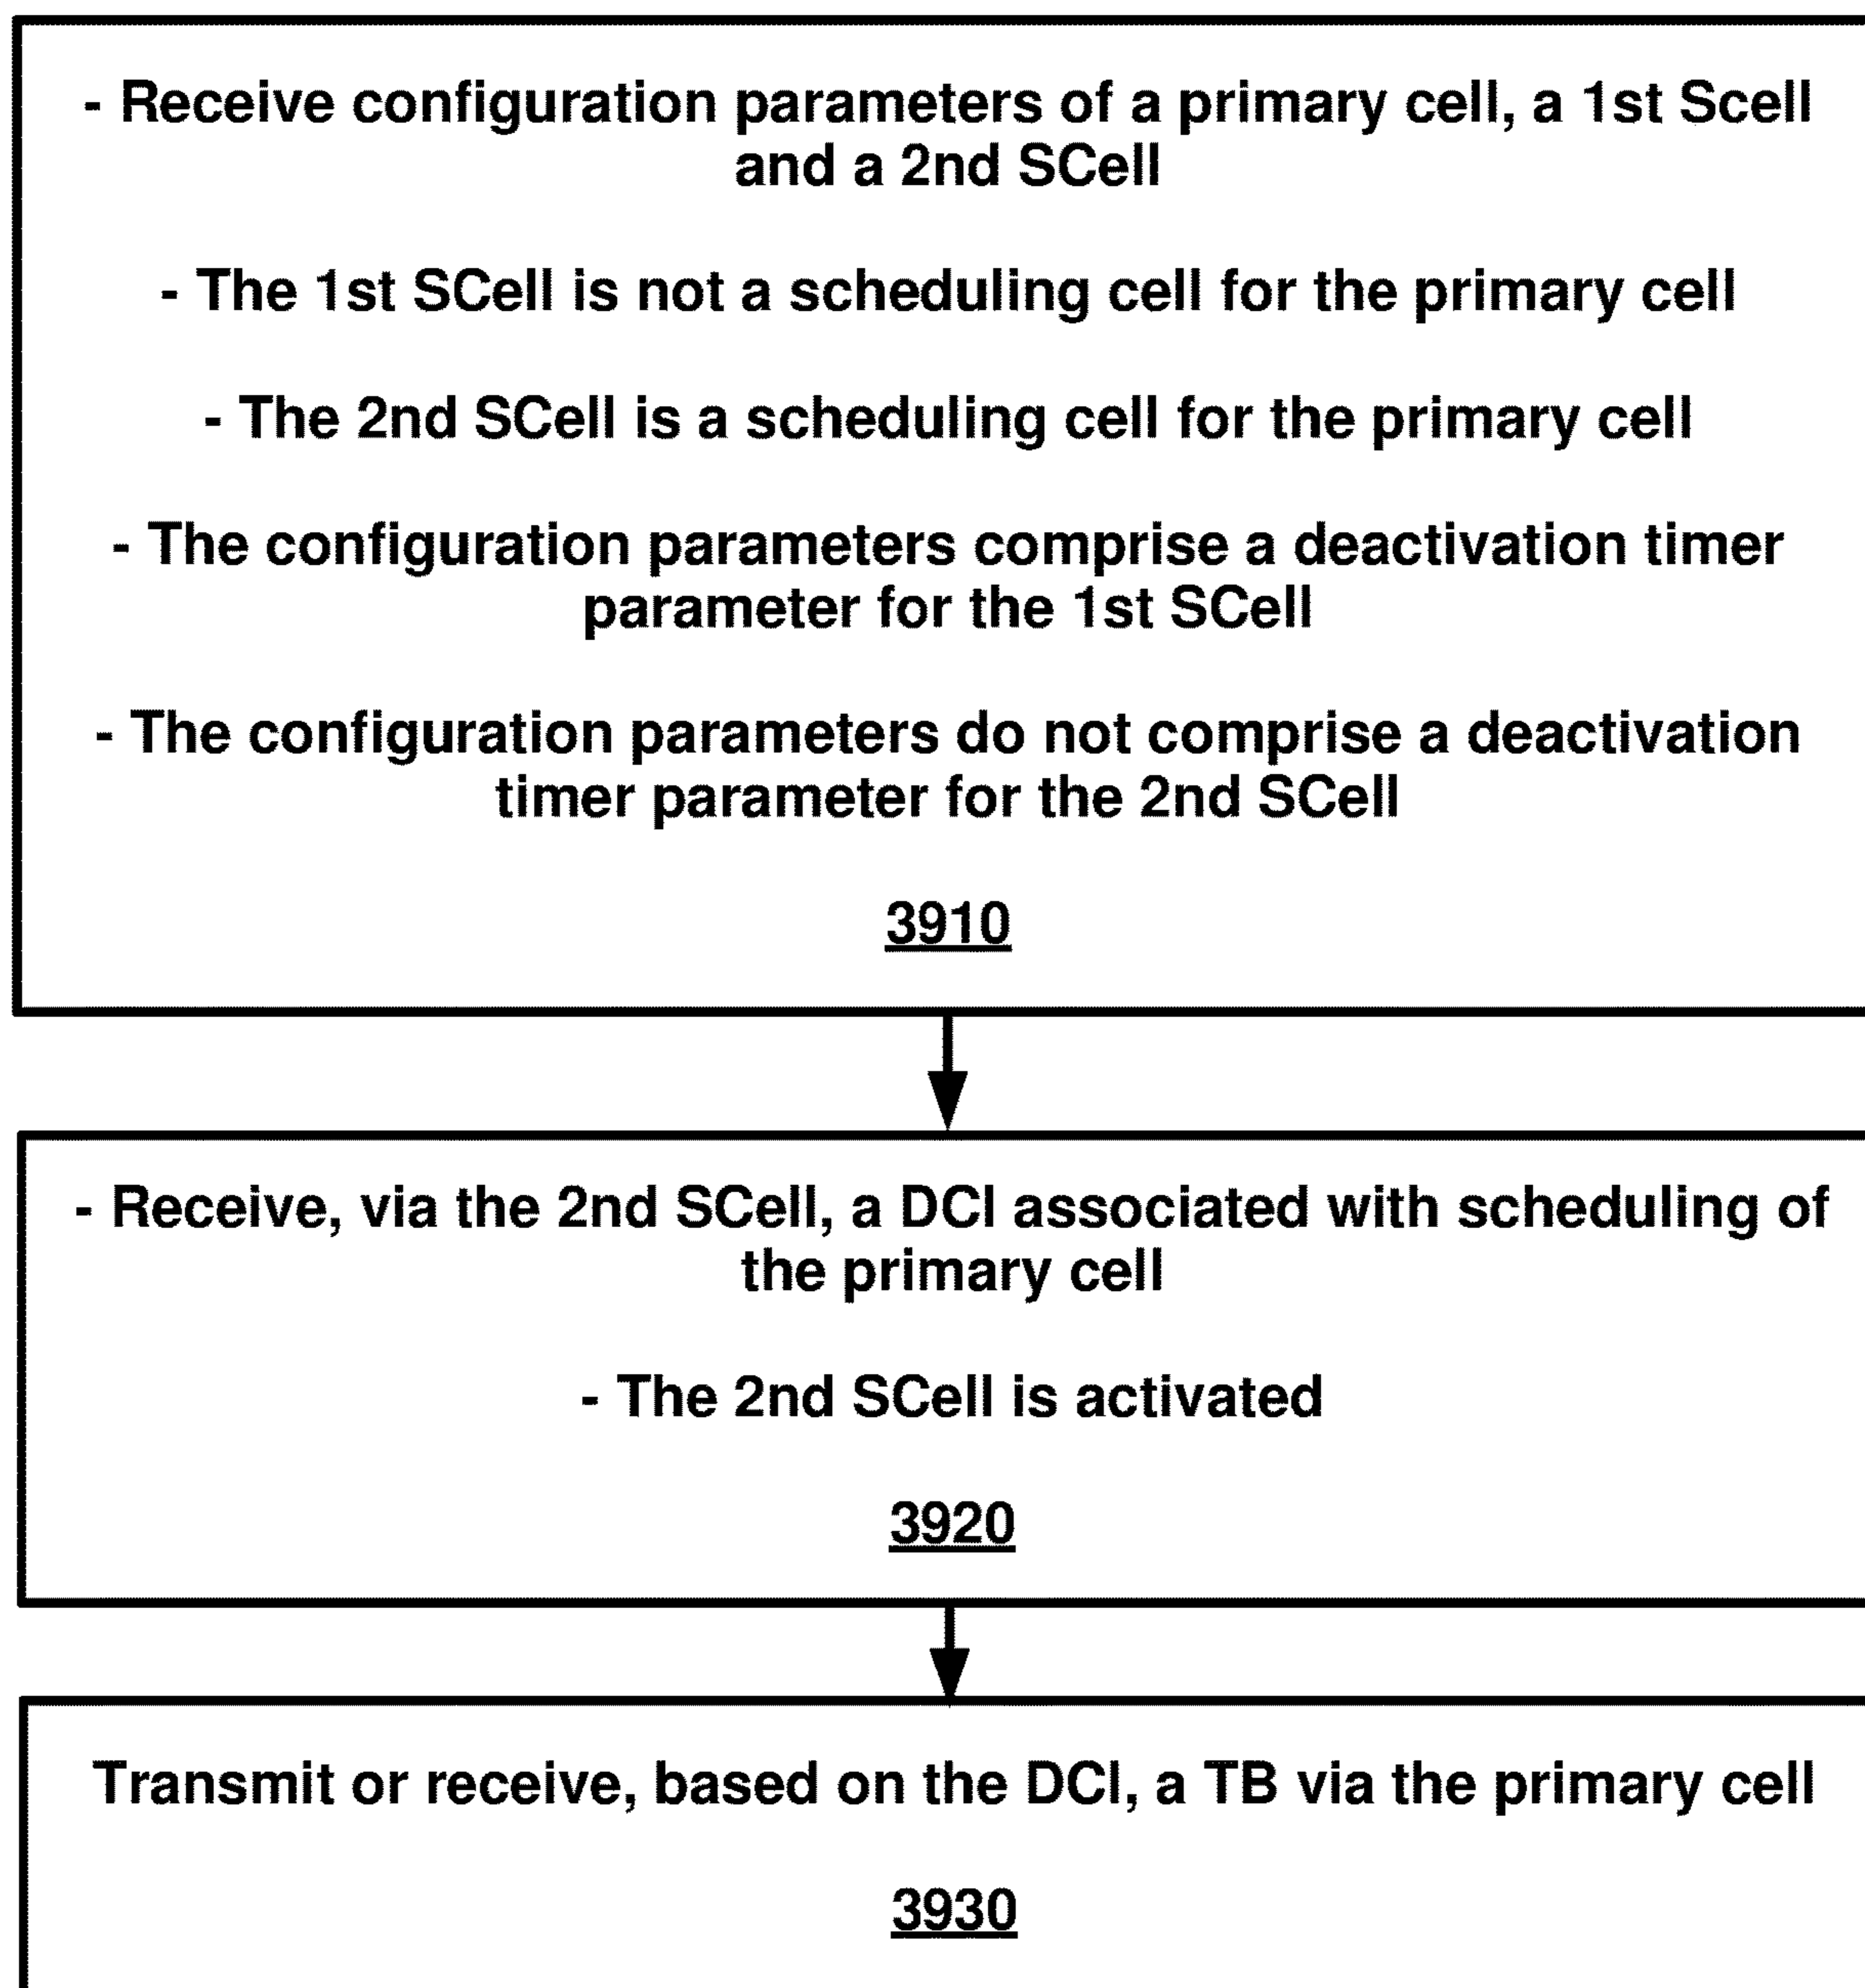 - Receive configuration parameters of a primary cell, a 1st Scell
and a 2nd SCell
- The 1st SCell is not a scheduling cell for the primary cell
- The 2nd SCell is a scheduling cell for the primary cell
- The configuration parameters comprise a deactivation timer
parameter for the 1st SCell
- The configuration parameters do not comprise a deactivation
timer parameter for the 2nd SCell
3910
- Receive, via the 2nd SCell, a DCI associated with scheduling of
the primary cell
- The 2nd SCell is activated
3920
Transmit or receive, based on the DCI, a TB via the primary cell
3930